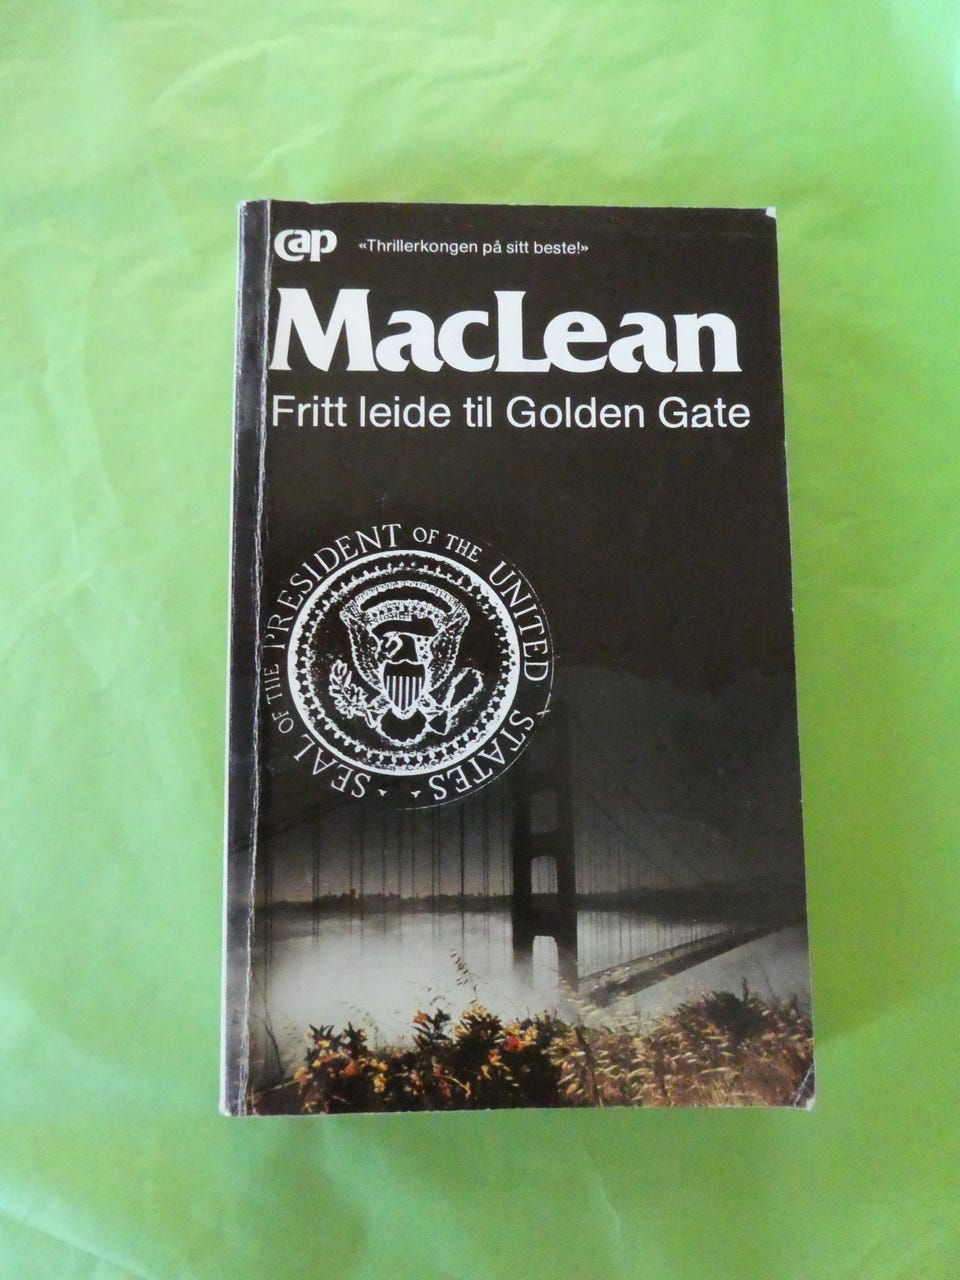 cap «Thrillerkongen på sitt beste!»
MacLean
Fritt leide til Golden Gate
SEAL OF THE PRESIDENT OF THE UNITED STATES